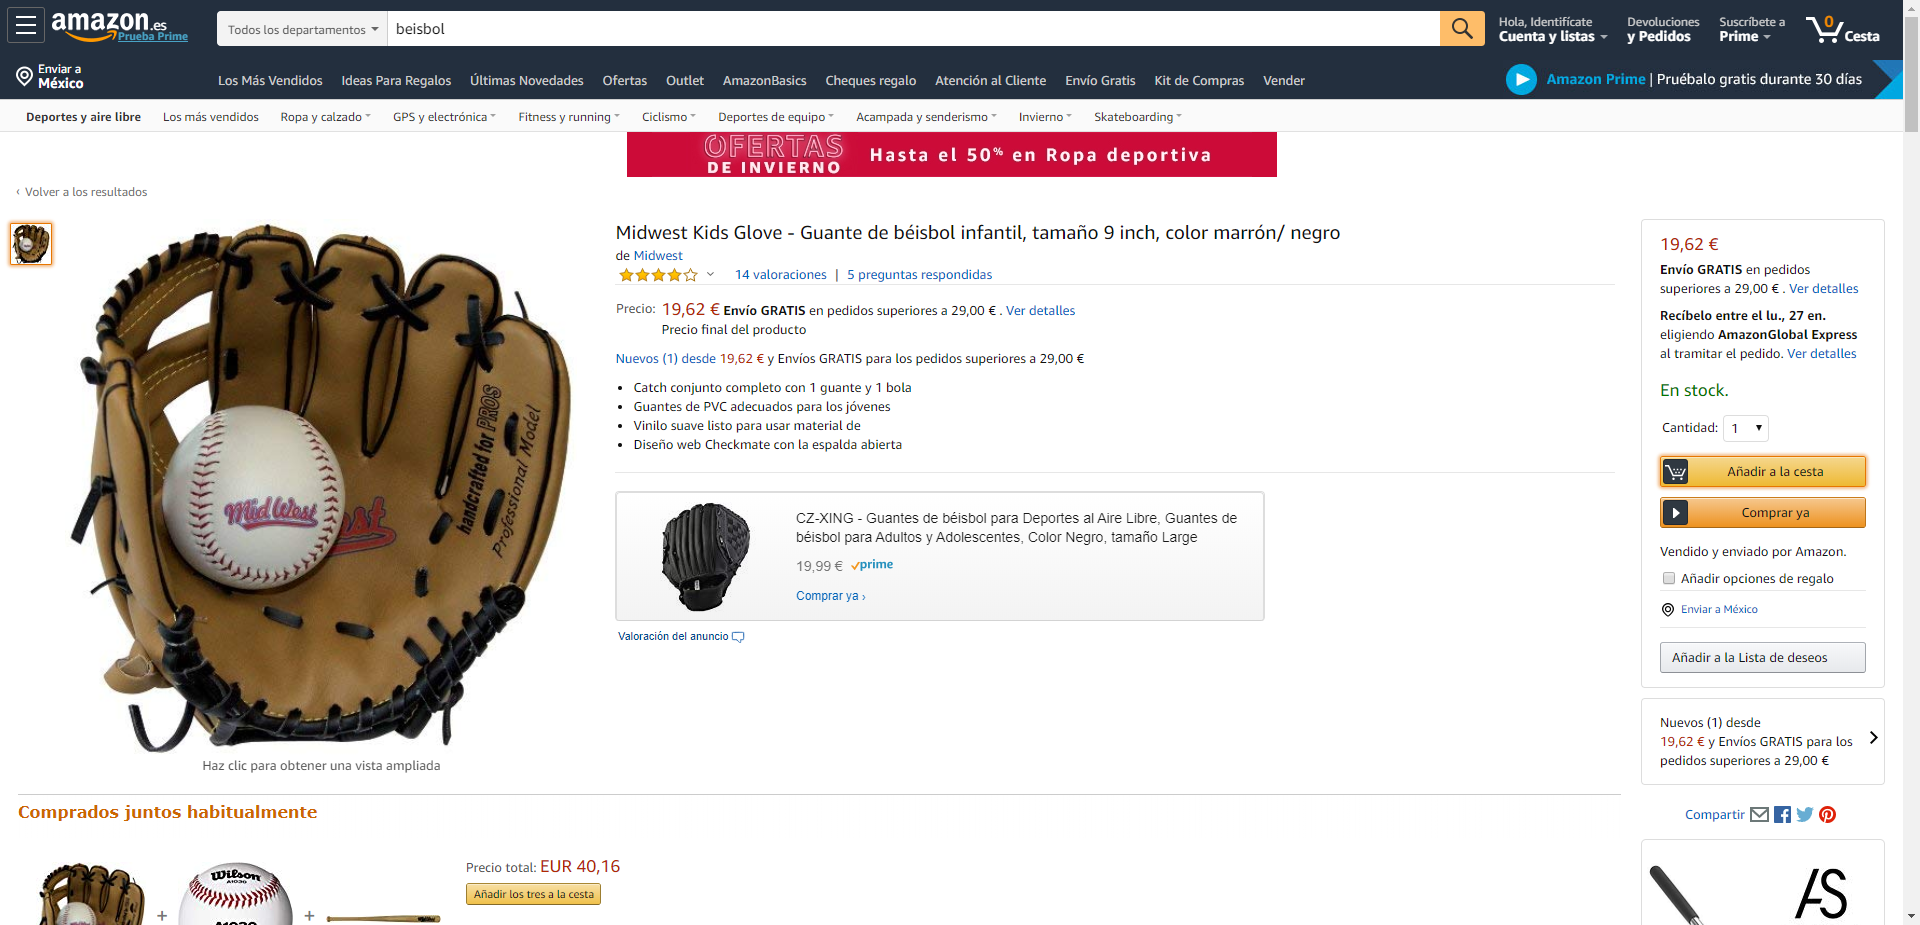 amazon.es
Prueba Prime
Todos los departamentos
beisbol
Hola, Identifícate
Cuenta y listas
Devoluciones
y Pedidos
Suscríbete a
Prime
0
Cesta
Enviar a
México
Los Más Vendidos
Ideas Para Regalos
Últimas Novedades
Ofertas
Outlet
AmazonBasics
Cheques regalo
Atención al Cliente
Envío Gratis
Kit de Compras
Vender
Amazon Prime | Pruébalo gratis durante 30 días
Deportes y aire libre
Los más vendidos
Ropa y calzado
GPS y electrónica
Fitness y running
Ciclismo
Deportes de equipo
Acampada y senderismo
Invierno
Skateboarding
OFERTAS
DE INVIERNO
Hasta el 50% en Ropa deportiva
‹ Volver a los resultados
handcrafted for PROS
Professional Model
MidWest
West
Haz clic para obtener una vista ampliada
Midwest Kids Glove - Guante de béisbol infantil, tamaño 9 inch, color marrón/ negro
de Midwest
14 valoraciones | 5 preguntas respondidas
Precio: 19,62 € Envío GRATIS en pedidos superiores a 29,00 € . Ver detalles
Precio final del producto
Nuevos (1) desde 19,62 € y Envíos GRATIS para los pedidos superiores a 29,00 €
• Catch conjunto completo con 1 guante y 1 bola
• Guantes de PVC adecuados para los jóvenes
• Vinilo suave listo para usar material de
• Diseño web Checkmate con la espalda abierta
CZ-XING - Guantes de béisbol para Deportes al Aire Libre, Guantes de
béisbol para Adultos y Adolescentes, Color Negro, tamaño Large
19,99 € prime
Comprar ya ›
Valoración del anuncio
19,62 €
Envío GRATIS en pedidos
superiores a 29,00 € . Ver detalles
Recíbelo entre el lu., 27 en.
eligiendo AmazonGlobal Express
al tramitar el pedido. Ver detalles
En stock.
Cantidad: 1
Añadir a la cesta
Comprar ya
Vendido y enviado por Amazon.
Añadir opciones de regalo
Enviar a México
Añadir a la Lista de deseos
Nuevos (1) desde
19,62 € y Envíos GRATIS para los
pedidos superiores a 29,00 €
Compartir
Comprados juntos habitualmente
Wilson
A1030
A1030
+
+
Precio total: EUR 40,16
Añadir los tres a la cesta
AS